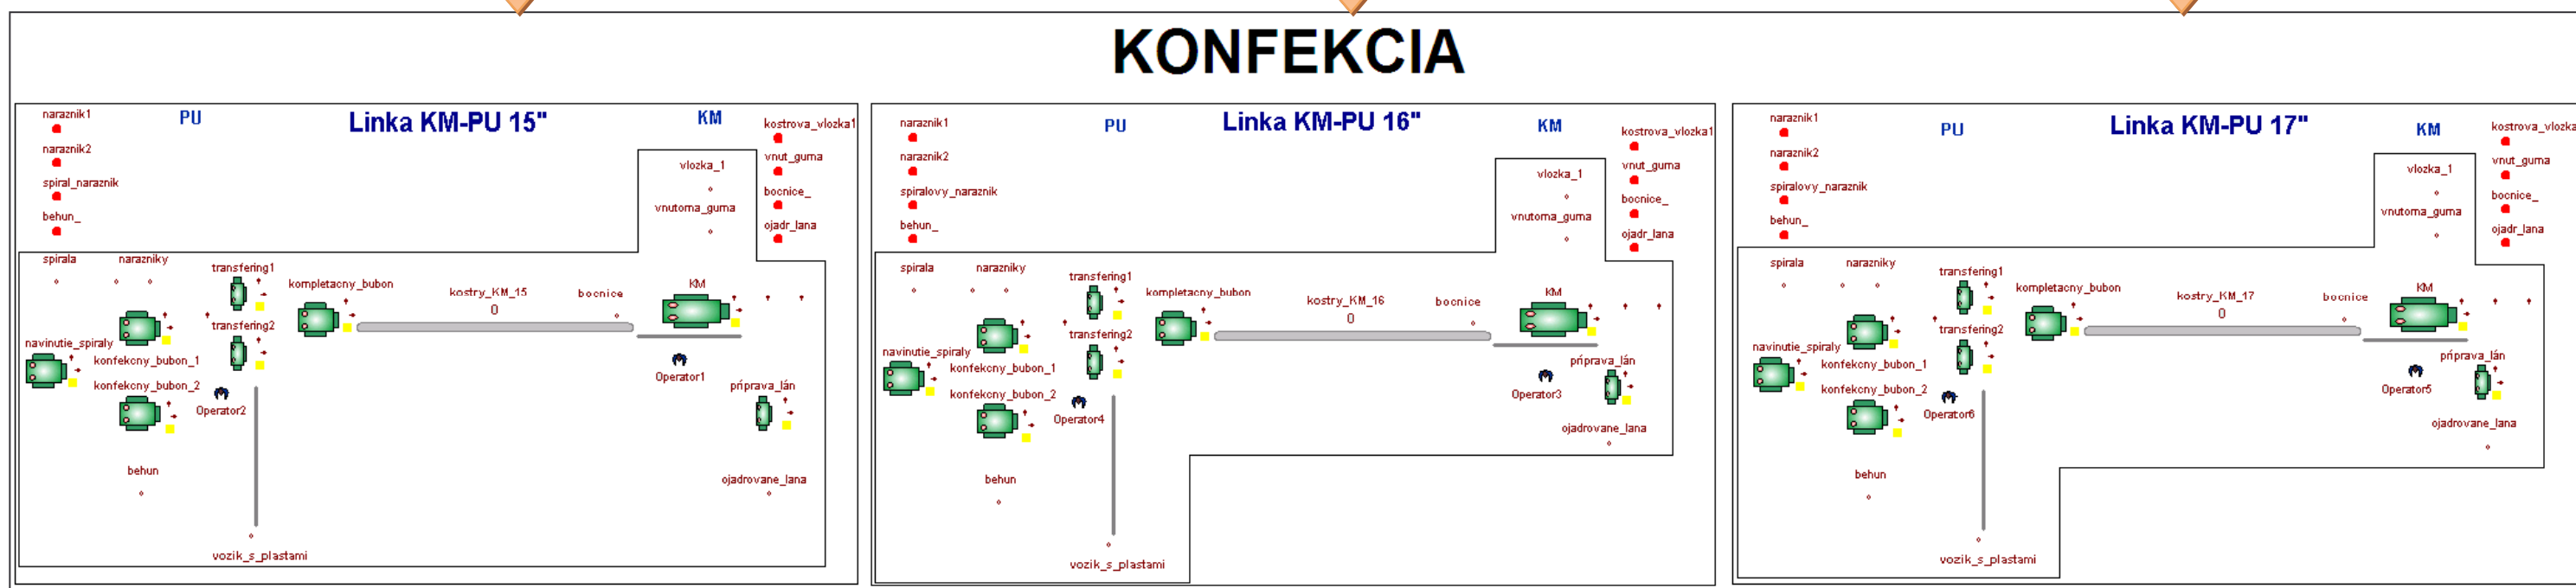 KONFEKCIA
Linka KM-PU 15"
PU
KM
naraznik1
naraznik2
spiral_naraznik
behun_
kostrova_vlozka1
vnut_guma
bocnice_
ojadr_lana
vlozka_1
vnutorna_guma
spirala
narazniky
transfering1
kompletacny_bubon
kostry_KM_15
0
bocnice
KM
transfering2
navinutie_spiraly
konfekcny_bubon_1
konfekcny_bubon_2
Operator2
Operator1
príprava_lán
behun
ojadrovane_lana
vozik_s_plastami
Linka KM-PU 16"
PU
KM
naraznik1
naraznik2
spiralovy_naraznik
behun_
kostrova_vlozka1
vnut_guma
bocnice_
ojadr_lana
vlozka_1
vnutorna_guma
spirala
narazniky
transfering1
kompletacny_bubon
kostry_KM_16
0
bocnice
KM
transfering2
navinutie_spiraly
konfekcny_bubon_1
konfekcny_bubon_2
Operator4
Operator3
príprava_lán
behun
ojadrovane_lana
vozik_s_plastami
Linka KM-PU 17"
PU
KM
naraznik1
naraznik2
spiralovy_naraznik
behun_
kostrova_vlozka
vnut_guma
bocnice_
ojadr_lana
vlozka_1
vnutorna_guma
spirala
narazniky
transfering1
kompletacny_bubon
kostry_KM_17
0
bocnice
KM
transfering2
navinutie_spiraly
konfekcny_bubon_1
konfekcny_bubon_2
Operator6
Operator5
príprava_lán
behun
ojadrovane_lana
vozik_s_plastami